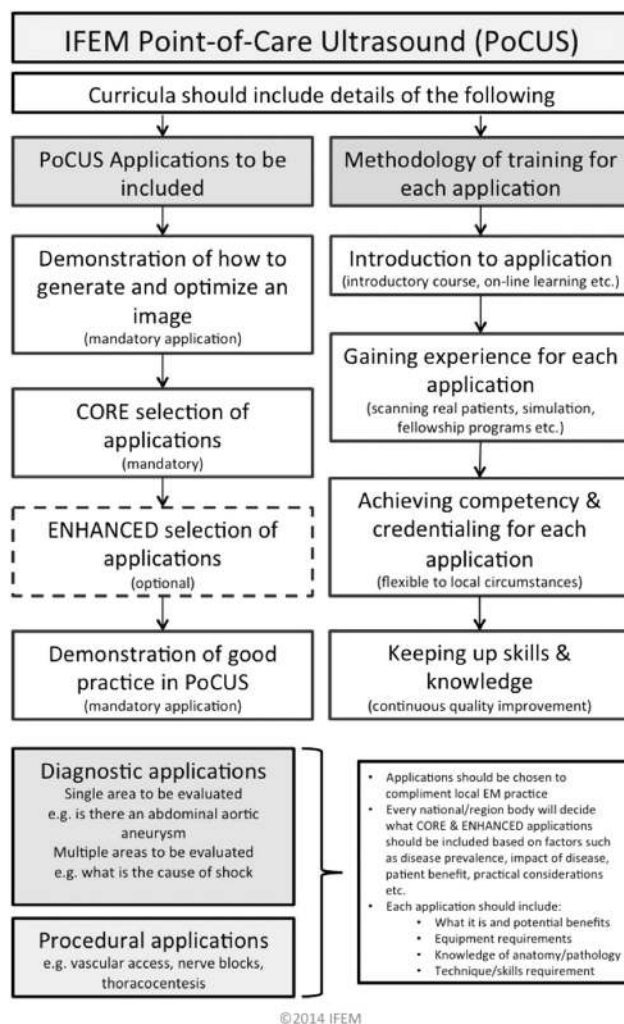 IFEM Point-of-Care Ultrasound (PoCUS)
Curricula should include details of the following
PoCUS Applications to be
included
Demonstration of how to
generate and optimize an
image
(mandatory application)
CORE selection of
applications
(mandatory)
ENHANCED selection of
applications
(optional)
Demonstration of good
practice in PoCUS
(mandatory application)
Methodology of training for
each application
Introduction to application
(introductory course, on-line learning etc.)
Gaining experience for each
application
(scanning real patients, simulation,
fellowship programs etc.)
Achieving competency &
credentialing for each
application
(flexible to local circumstances)
Keeping up skills &
knowledge
(continuous quality improvement)
Diagnostic applications
Single area to be evaluated
e.g. is there an abdominal aortic
aneurysm
Multiple areas to be evaluated
e.g. what is the cause of shock
Procedural applications
e.g. vascular access, nerve blocks,
thoracocentesis
• Applications should be chosen to
compliment local EM practice
• Every national/region body will decide
what CORE & ENHANCED applications
should be included based on factors such
as disease prevalence, impact of disease,
patient benefit, practical considerations
etc.
• Each application should include:
• What it is and potential benefits
• Equipment requirements
• Knowledge of anatomy/pathology
• Technique/skills requirement
©2014 IFEM